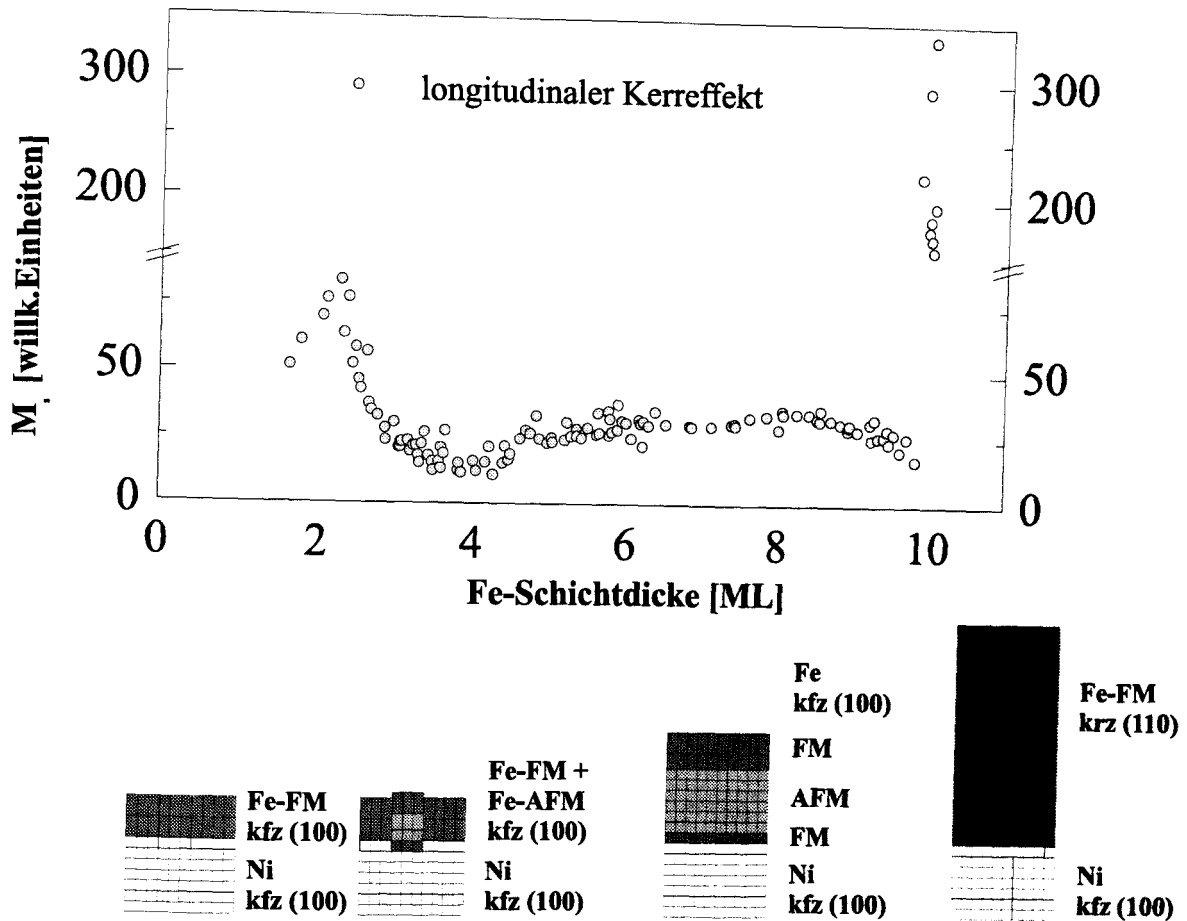 300
200
50
0
M, [willk.Einheiten]
longitudinaler Kerreffekt
300
200
50
0
0 2 4 6 8 10
Fe-Schichtdicke [ML]
Fe-FM
kfz (100)
Ni
kfz (100)
Fe-FM +
Fe-AFM
kfz (100)
Ni
kfz (100)
Fe
kfz (100)
FM
AFM
FM
Ni
kfz (100)
Fe-FM
krz (110)
Ni
kfz (100)